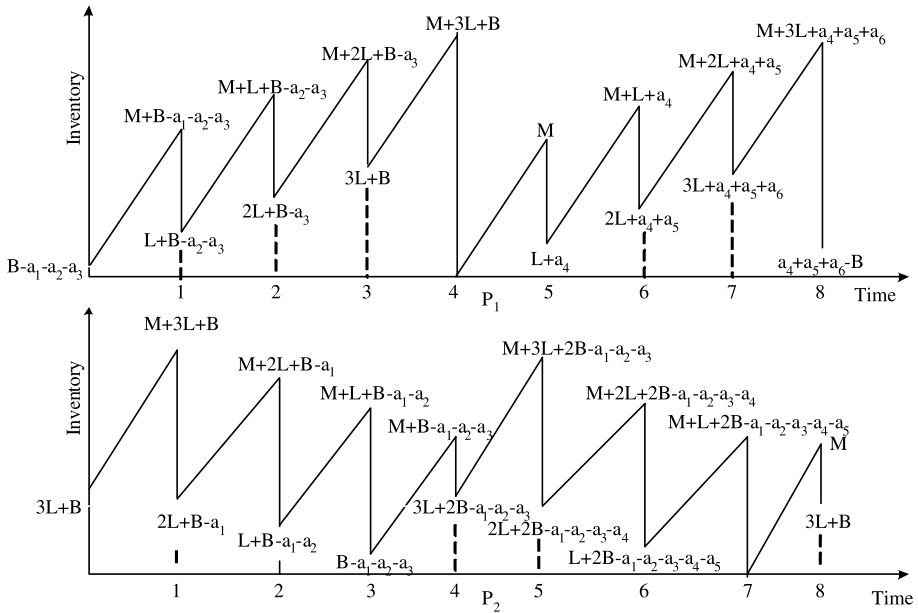 M+3L+B
M+3L+a4+a5+a6
M+2L+B-a3
M+2L+a4+a5
M+L+B-a2-a3
M+L+a4
M+B-a1-a2-a3
M
Inventory
3L+B
3L+a4+a5+a6
2L+B-a3
2L+a4+a5
L+B-a2-a3
L+a4
a4+a5+a6-B
B-a1-a2-a3
1 2 3 4 5 6 7 8 Time
P1
M+3L+B
M+3L+2B-a1-a2-a3
M+2L+B-a1
M+L+B-a1-a2
M+2L+2B-a1-a2-a3-a4
M+B-a1-a2-a3
M+L+2B-a1-a2-a3-a4-a5
M
Inventory
3L+B
3L+2B-a1-a2-a3
2L+B-a1
3L+B
2L+2B-a1-a2-a3-a4
L+B-a1-a2
B-a1-a2-a3
L+2B-a1-a2-a3-a4-a5
1 2 3 4 5 6 7 8 Time
P2